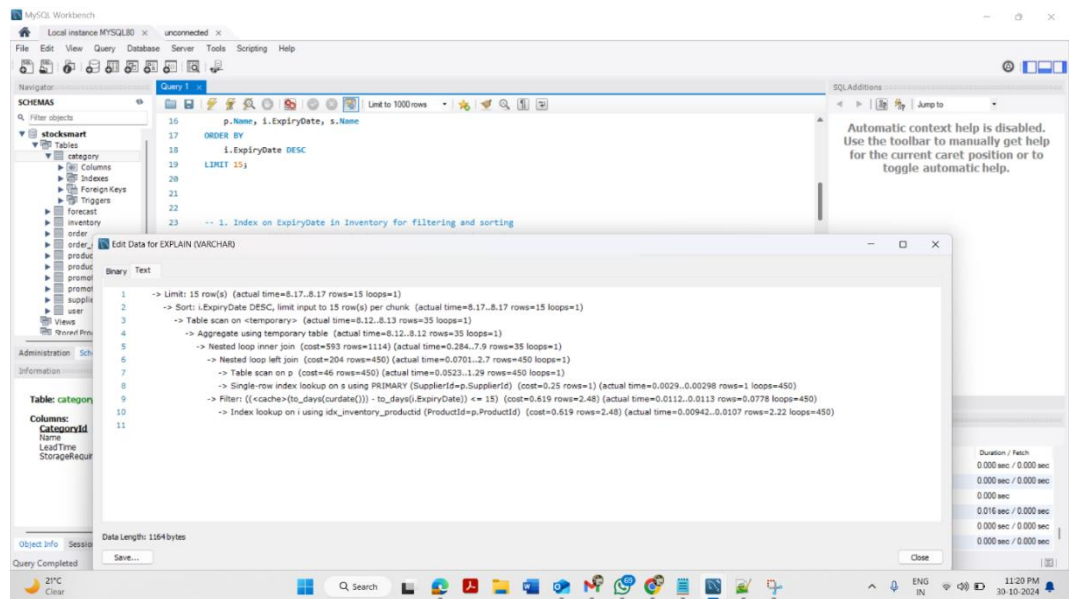 MySQL Workbench
Local instance MYSQL80 × unconnected ×
File Edit View Query Database Server Tools Scripting Help
Navigator
SCHEMAS
Filter objects
stocksmart
Tables
category
Columns
Indexes
Foreign Keys
Triggers
forecast
inventory
order
order_
produc
produc
promo
promo
supplie
user
Views
Stored Pro
Administration Sch
Information
Table: category
Columns:
CategoryId
Name
LeadTime
StorageRequir
Object Info Sessio
Query Completed
Query 1 ×
Limit to 1000 rows
16 p.Name, i.ExpiryDate, s.Name
17 ORDER BY
18 i.ExpiryDate DESC
19 LIMIT 15;
20
21
22
23 -- 1. Index on ExpiryDate in Inventory for filtering and sorting
SQLAdditions
Jump to
Automatic context help is disabled.
Use the toolbar to manually get help
for the current caret position or to
toggle automatic help.
Edit Data for EXPLAIN (VARCHAR)
Binary Text
1 -> Limit: 15 row(s) (actual time=8.17..8.17 rows=15 loops=1)
2 -> Sort: i.ExpiryDate DESC, limit input to 15 row(s) per chunk (actual time=8.17..8.17 rows=15 loops=1)
3 -> Table scan on <temporary> (actual time=8.12..8.13 rows=35 loops=1)
4 -> Aggregate using temporary table (actual time=8.12..8.12 rows=35 loops=1)
5 -> Nested loop inner join (cost=593 rows=1114) (actual time=0.284..7.9 rows=35 loops=1)
6 -> Nested loop left join (cost=204 rows=450) (actual time=0.0701..2.7 rows=450 loops=1)
7 -> Table scan on p (cost=46 rows=450) (actual time=0.0523..1.29 rows=450 loops=1)
8 -> Single-row index lookup on s using PRIMARY (SupplierId=p.SupplierId) (cost=0.25 rows=1) (actual time=0.0029..0.00298 rows=1 loops=450)
9 -> Filter: ((<cache>(to_days(curdate())) - to_days(i.ExpiryDate)) <= 15) (cost=0.619 rows=2.48) (actual time=0.0112..0.0113 rows=0.0778 loops=450)
10 -> Index lookup on i using idx_inventory_productid (ProductId=p.ProductId) (cost=0.619 rows=2.48) (actual time=0.00942..0.0107 rows=2.22 loops=450)
11
Data Length: 1164 bytes
Save...
Close
Duration / Fetch
0.000 sec / 0.000 sec
0.000 sec / 0.000 sec
0.000 sec
0.016 sec / 0.000 sec
0.000 sec / 0.000 sec
0.000 sec / 0.000 sec
21°C
Clear
Search
ENG
IN
11:20 PM
30-10-2024